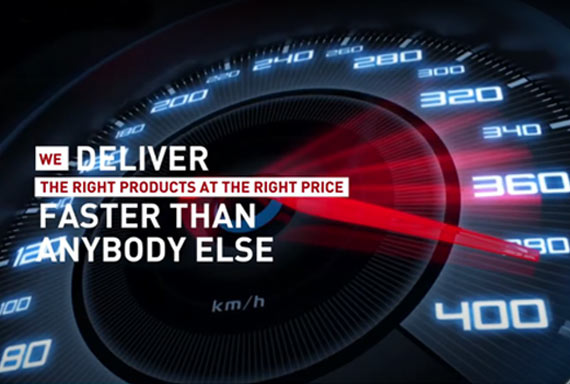 WE DELIVER
THE RIGHT PRODUCTS AT THE RIGHT PRICE
FASTER THAN
ANYBODY ELSE
80
100
120
180
200
220
240
260
280
300
320
340
360
400
km/h